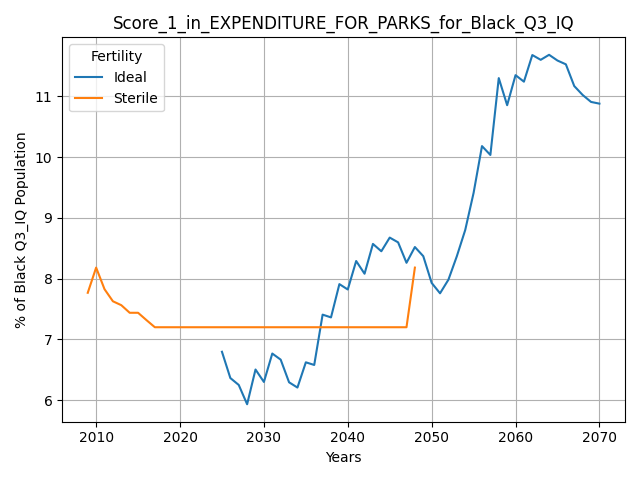 Score_1_in_EXPENDITURE_FOR_PARKS_for_Black_Q3_IQ
Fertility
Ideal
Sterile
% of Black Q3_IQ Population
11
10
9
8
7
6
2010 2020 2030 2040 2050 2060 2070
Years